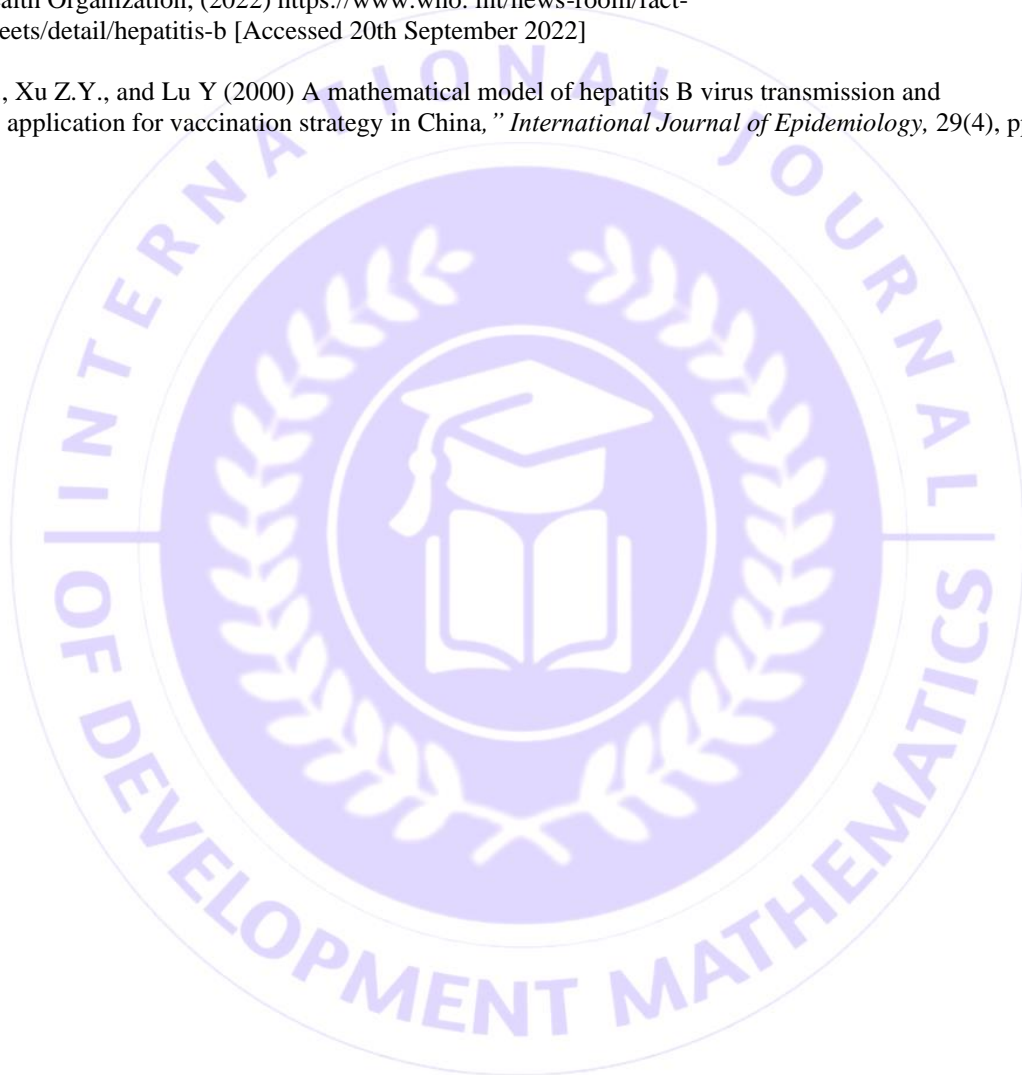 alth Organization, (2022) https://www.who. int/news-room/fact-
eets/detail/hepatitis-b [Accessed 20th September 2022]
, Xu Z.Y., and Lu Y (2000) A mathematical model of hepatitis B virus transmission and
application for vaccination strategy in China,” International Journal of Epidemiology, 29(4),
INTERNATIONAL JOURNAL
OF DEVELOPMENT MATHEMATICS